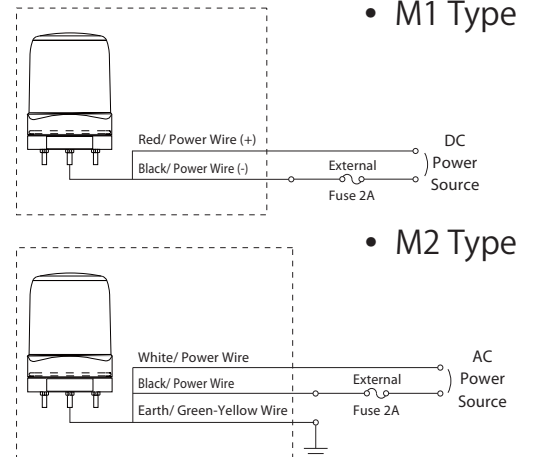 • M1 Type
Red/ Power Wire (+)
Black/ Power Wire (-)
External
Fuse 2A
DC
Power
Source
• M2 Type
White/ Power Wire
Black/ Power Wire
Earth/ Green-Yellow Wire
External
Fuse 2A
AC
Power
Source